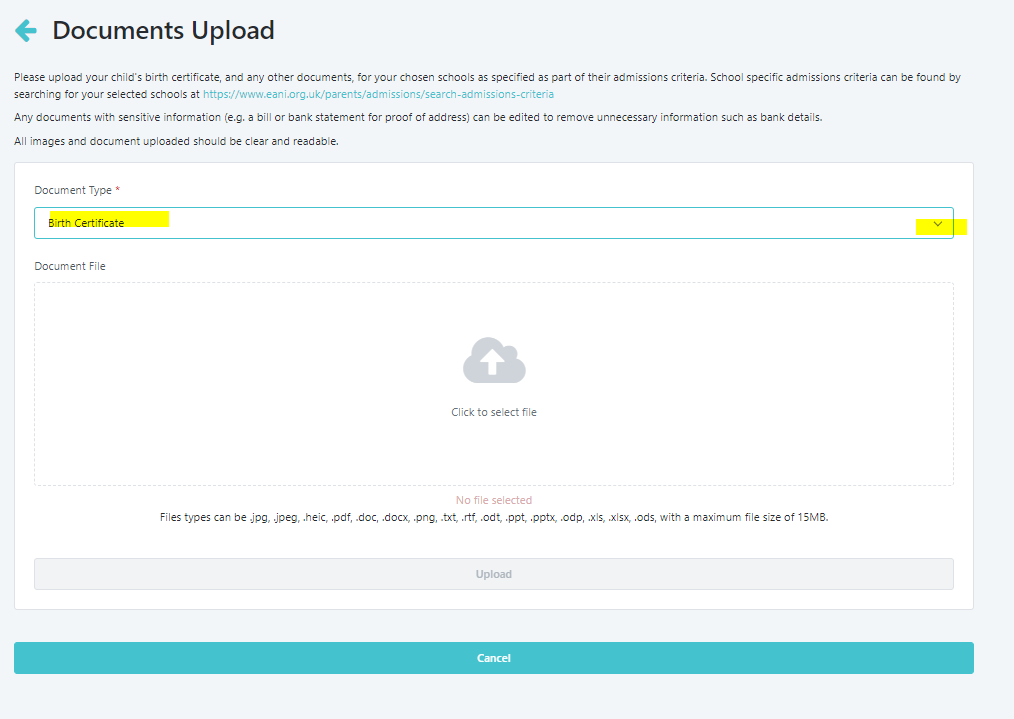 Documents Upload
Please upload your child's birth certificate, and any other documents, for your chosen schools as specified as part of their admissions criteria. School specific admissions criteria can be found by
searching for your selected schools at https://www.eani.org.uk/parents/admissions/search-admissions-criteria
Any documents with sensitive information (e.g. a bill or bank statement for proof of address) can be edited to remove unnecessary information such as bank details.
All images and document uploaded should be clear and readable.
Document Type *
Birth Certificate
Document File
Click to select file
No file selected
Files types can be .jpg, .jpeg, .heic, .pdf, .doc, .docx, .png, .txt, .rtf, .odt, .ppt, .pptx, .odp, .xls, .xlsx, .ods, with a maximum file size of 15MB.
Upload
Cancel